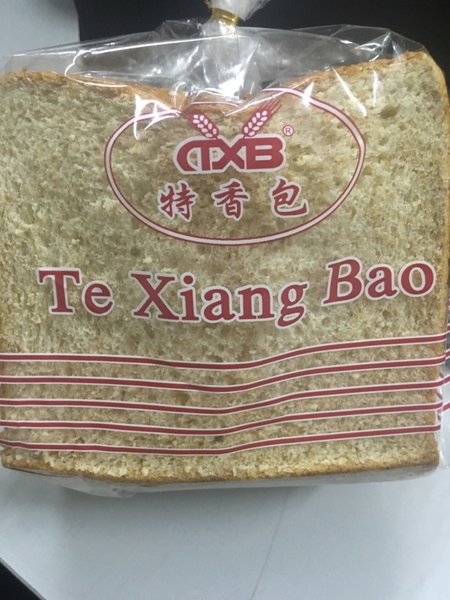 TXB®
特香包
Te Xiang Bao